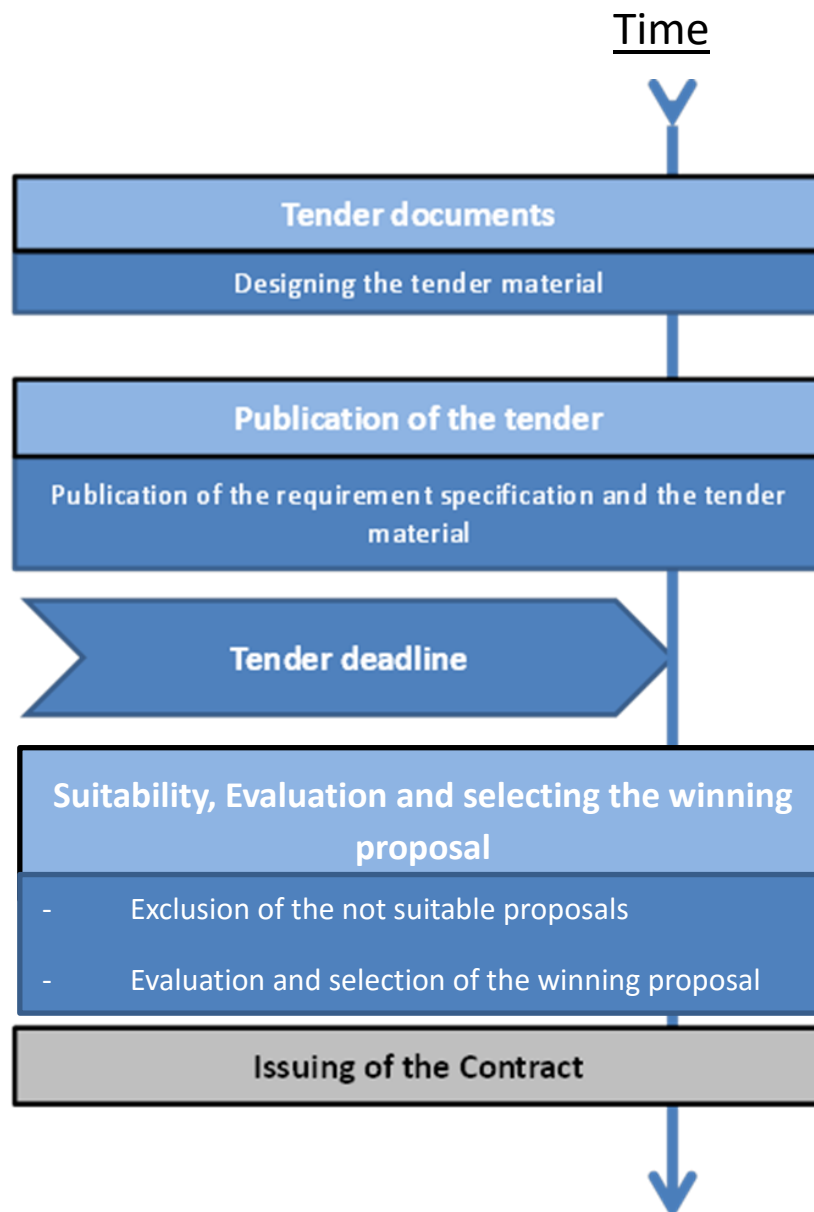 Time
Tender documents
Designing the tender material
Publication of the tender
Publication of the requirement specification and the tender
material
Tender deadline
Suitability, Evaluation and selecting the winning
proposal
- Exclusion of the not suitable proposals
- Evaluation and selection of the winning proposal
Issuing of the Contract